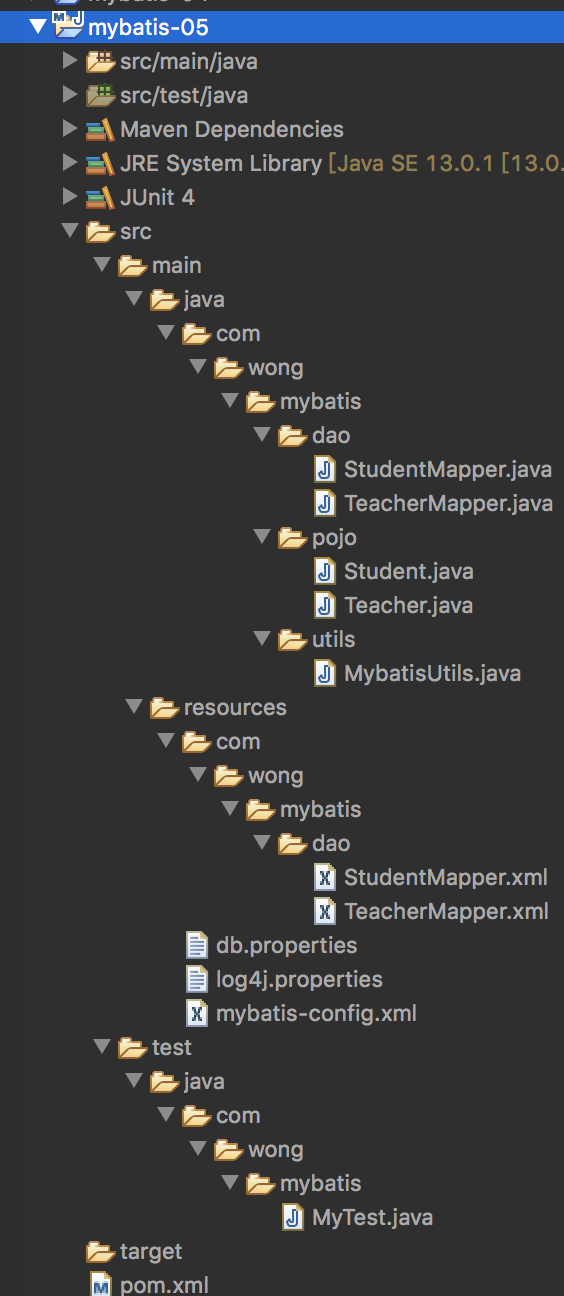 mybatis-05
src/main/java
src/test/java
Maven Dependencies
JRE System Library [Java SE 13.0.1 [13.0.
JUnit 4
src
main
java
com
wong
mybatis
dao
StudentMapper.java
TeacherMapper.java
pojo
Student.java
Teacher.java
utils
MybatisUtils.java
resources
com
wong
mybatis
dao
StudentMapper.xml
TeacherMapper.xml
db.properties
log4j.properties
mybatis-config.xml
test
java
com
wong
mybatis
MyTest.java
target
pom.xml